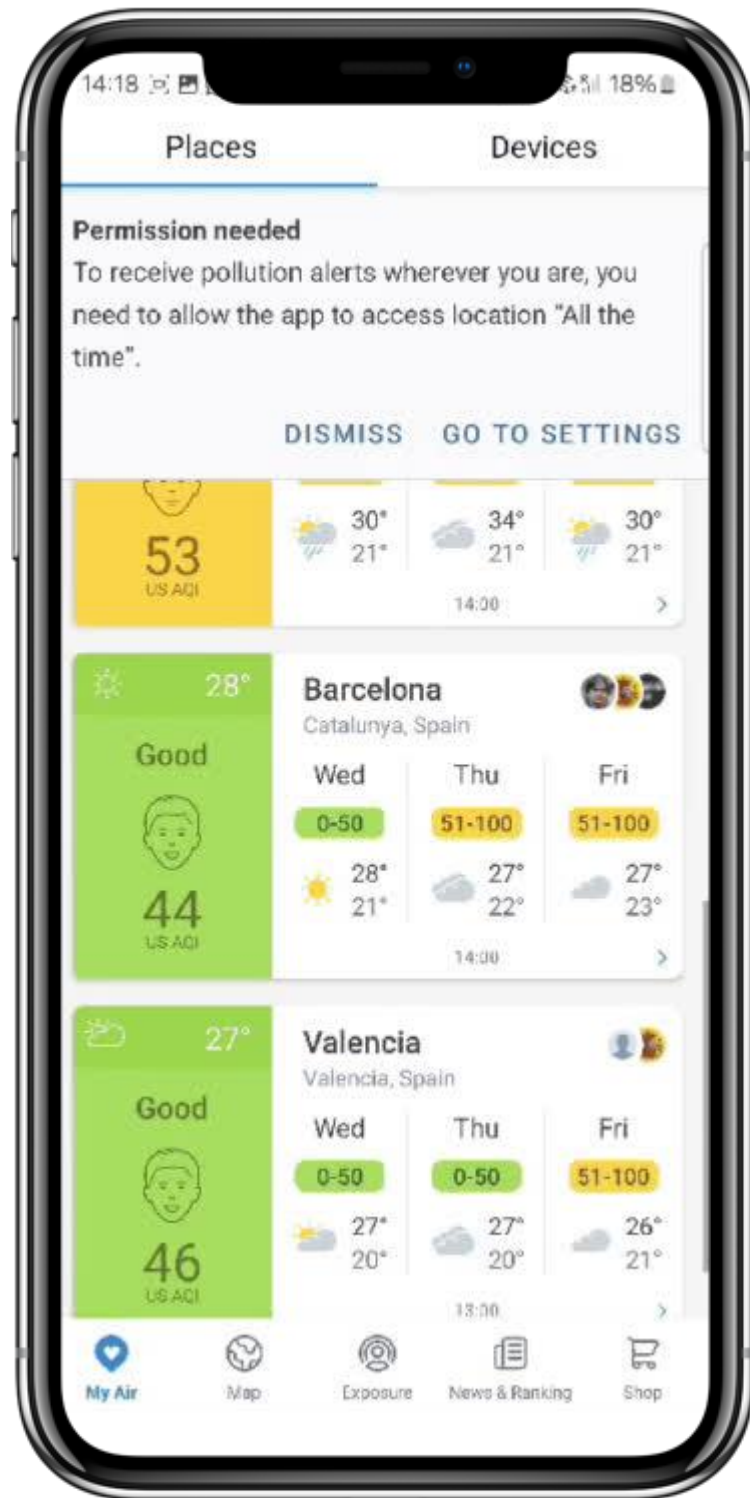 14:18 18%
Places Devices
Permission needed
To receive pollution alerts wherever you are, you
need to allow the app to access location "All the
time".
DISMISS GO TO SETTINGS
53
US AQI
30° 34° 30°
21° 21° 21°
14:00
28°
Good
44
US AQI
Barcelona
Catalunya, Spain
Wed Thu Fri
0-50 51-100 51-100
28° 27° 27°
21° 22° 23°
14:00
27°
Good
46
US AQI
Valencia
Valencia, Spain
Wed Thu Fri
0-50 0-50 51-100
27° 27° 26°
20° 20° 21°
13:00
My Air Map Exposure News & Ranking Shop